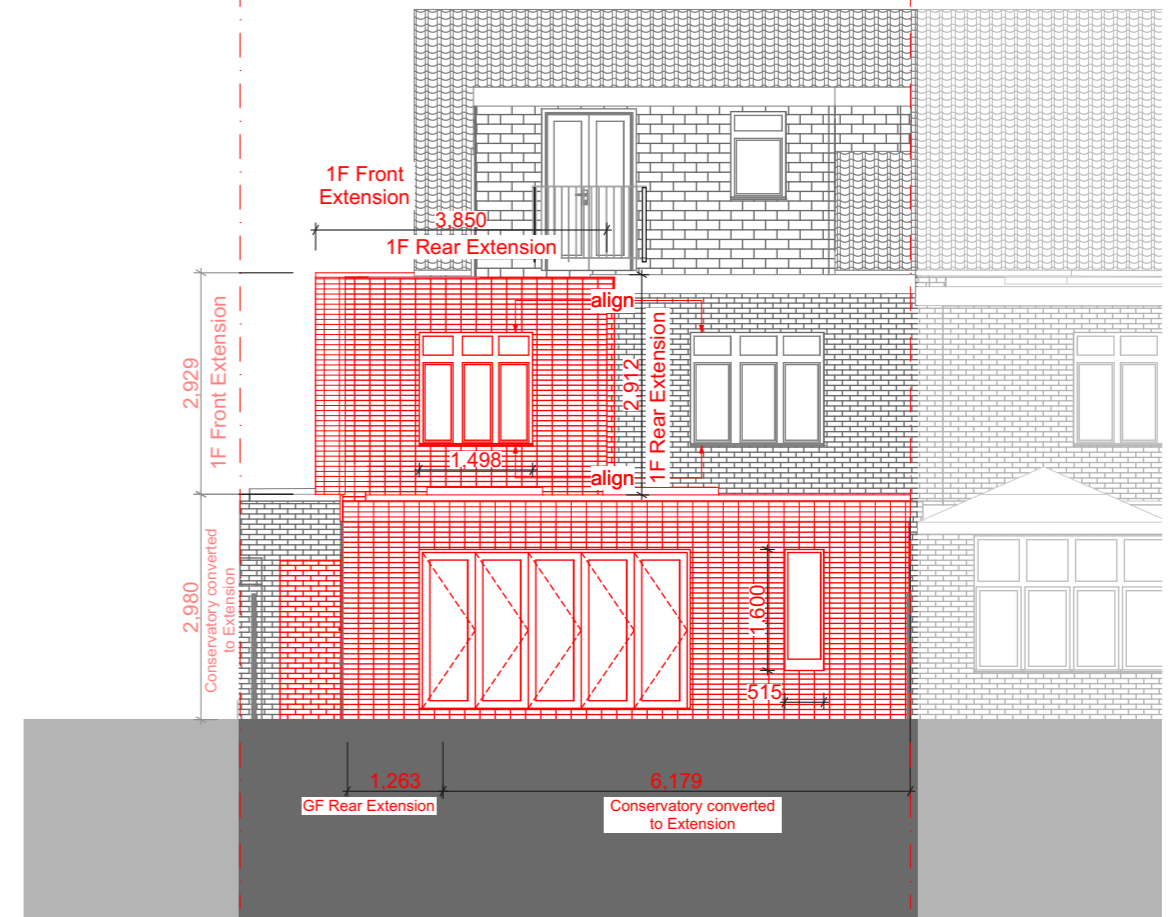 1F Front
Extension
3,850
1F Rear Extension
align
2,929
1F Front Extension
2,912
1F Rear Extension
1,498
align
2,980
Conservatory converted
to Extension
1,600
515
1,263
GF Rear Extension
6,179
Conservatory converted
to Extension